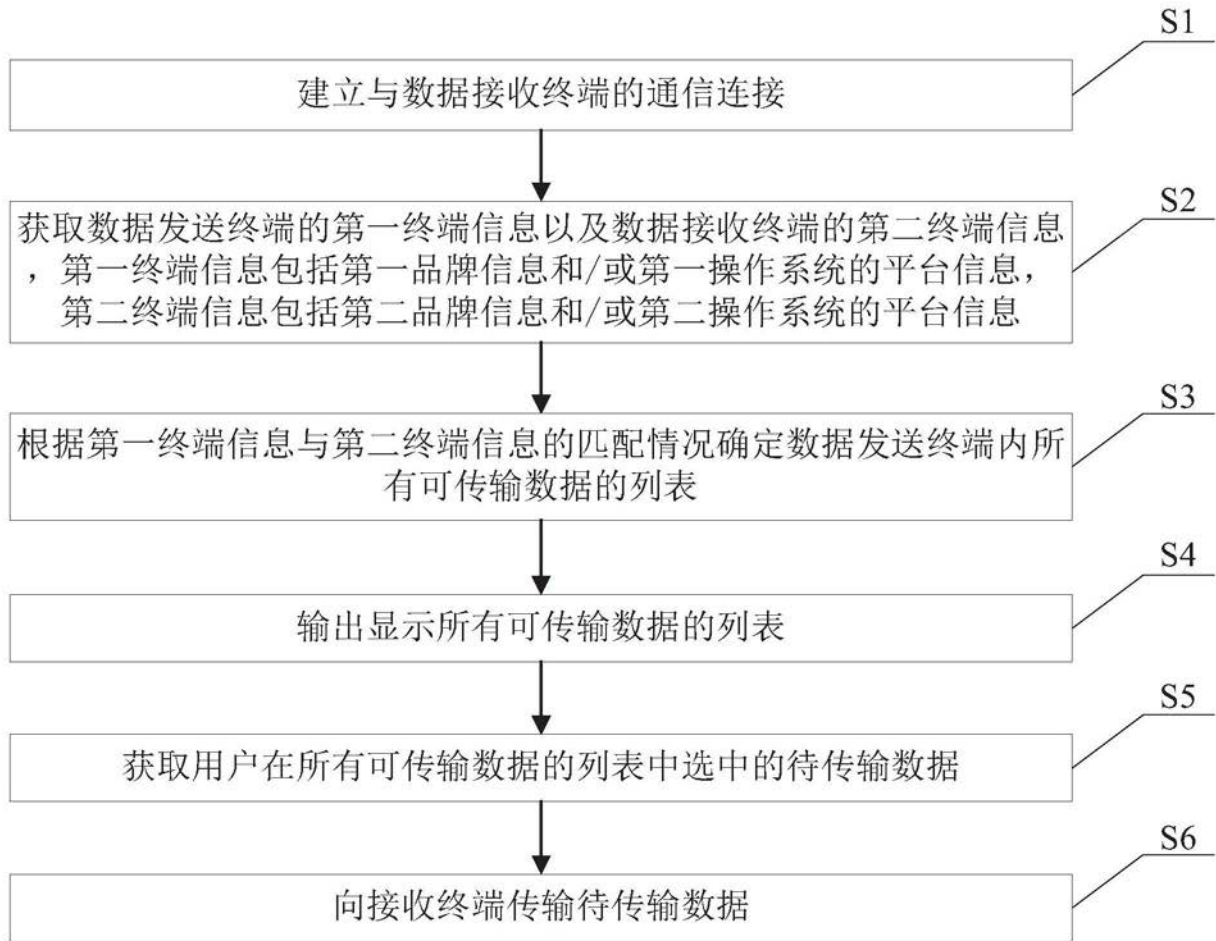 S1
建立与数据接收终端的通信连接
S2
获取数据发送终端的第一终端信息以及数据接收终端的第二终端信息
，第一终端信息包括第一品牌信息和/或第一操作系统的平台信息，
第二终端信息包括第二品牌信息和/或第二操作系统的平台信息
S3
根据第一终端信息与第二终端信息的匹配情况确定数据发送终端内所
有可传输数据的列表
S4
输出显示所有可传输数据的列表
S5
获取用户在所有可传输数据的列表中选中的待传输数据
S6
向接收终端传输待传输数据